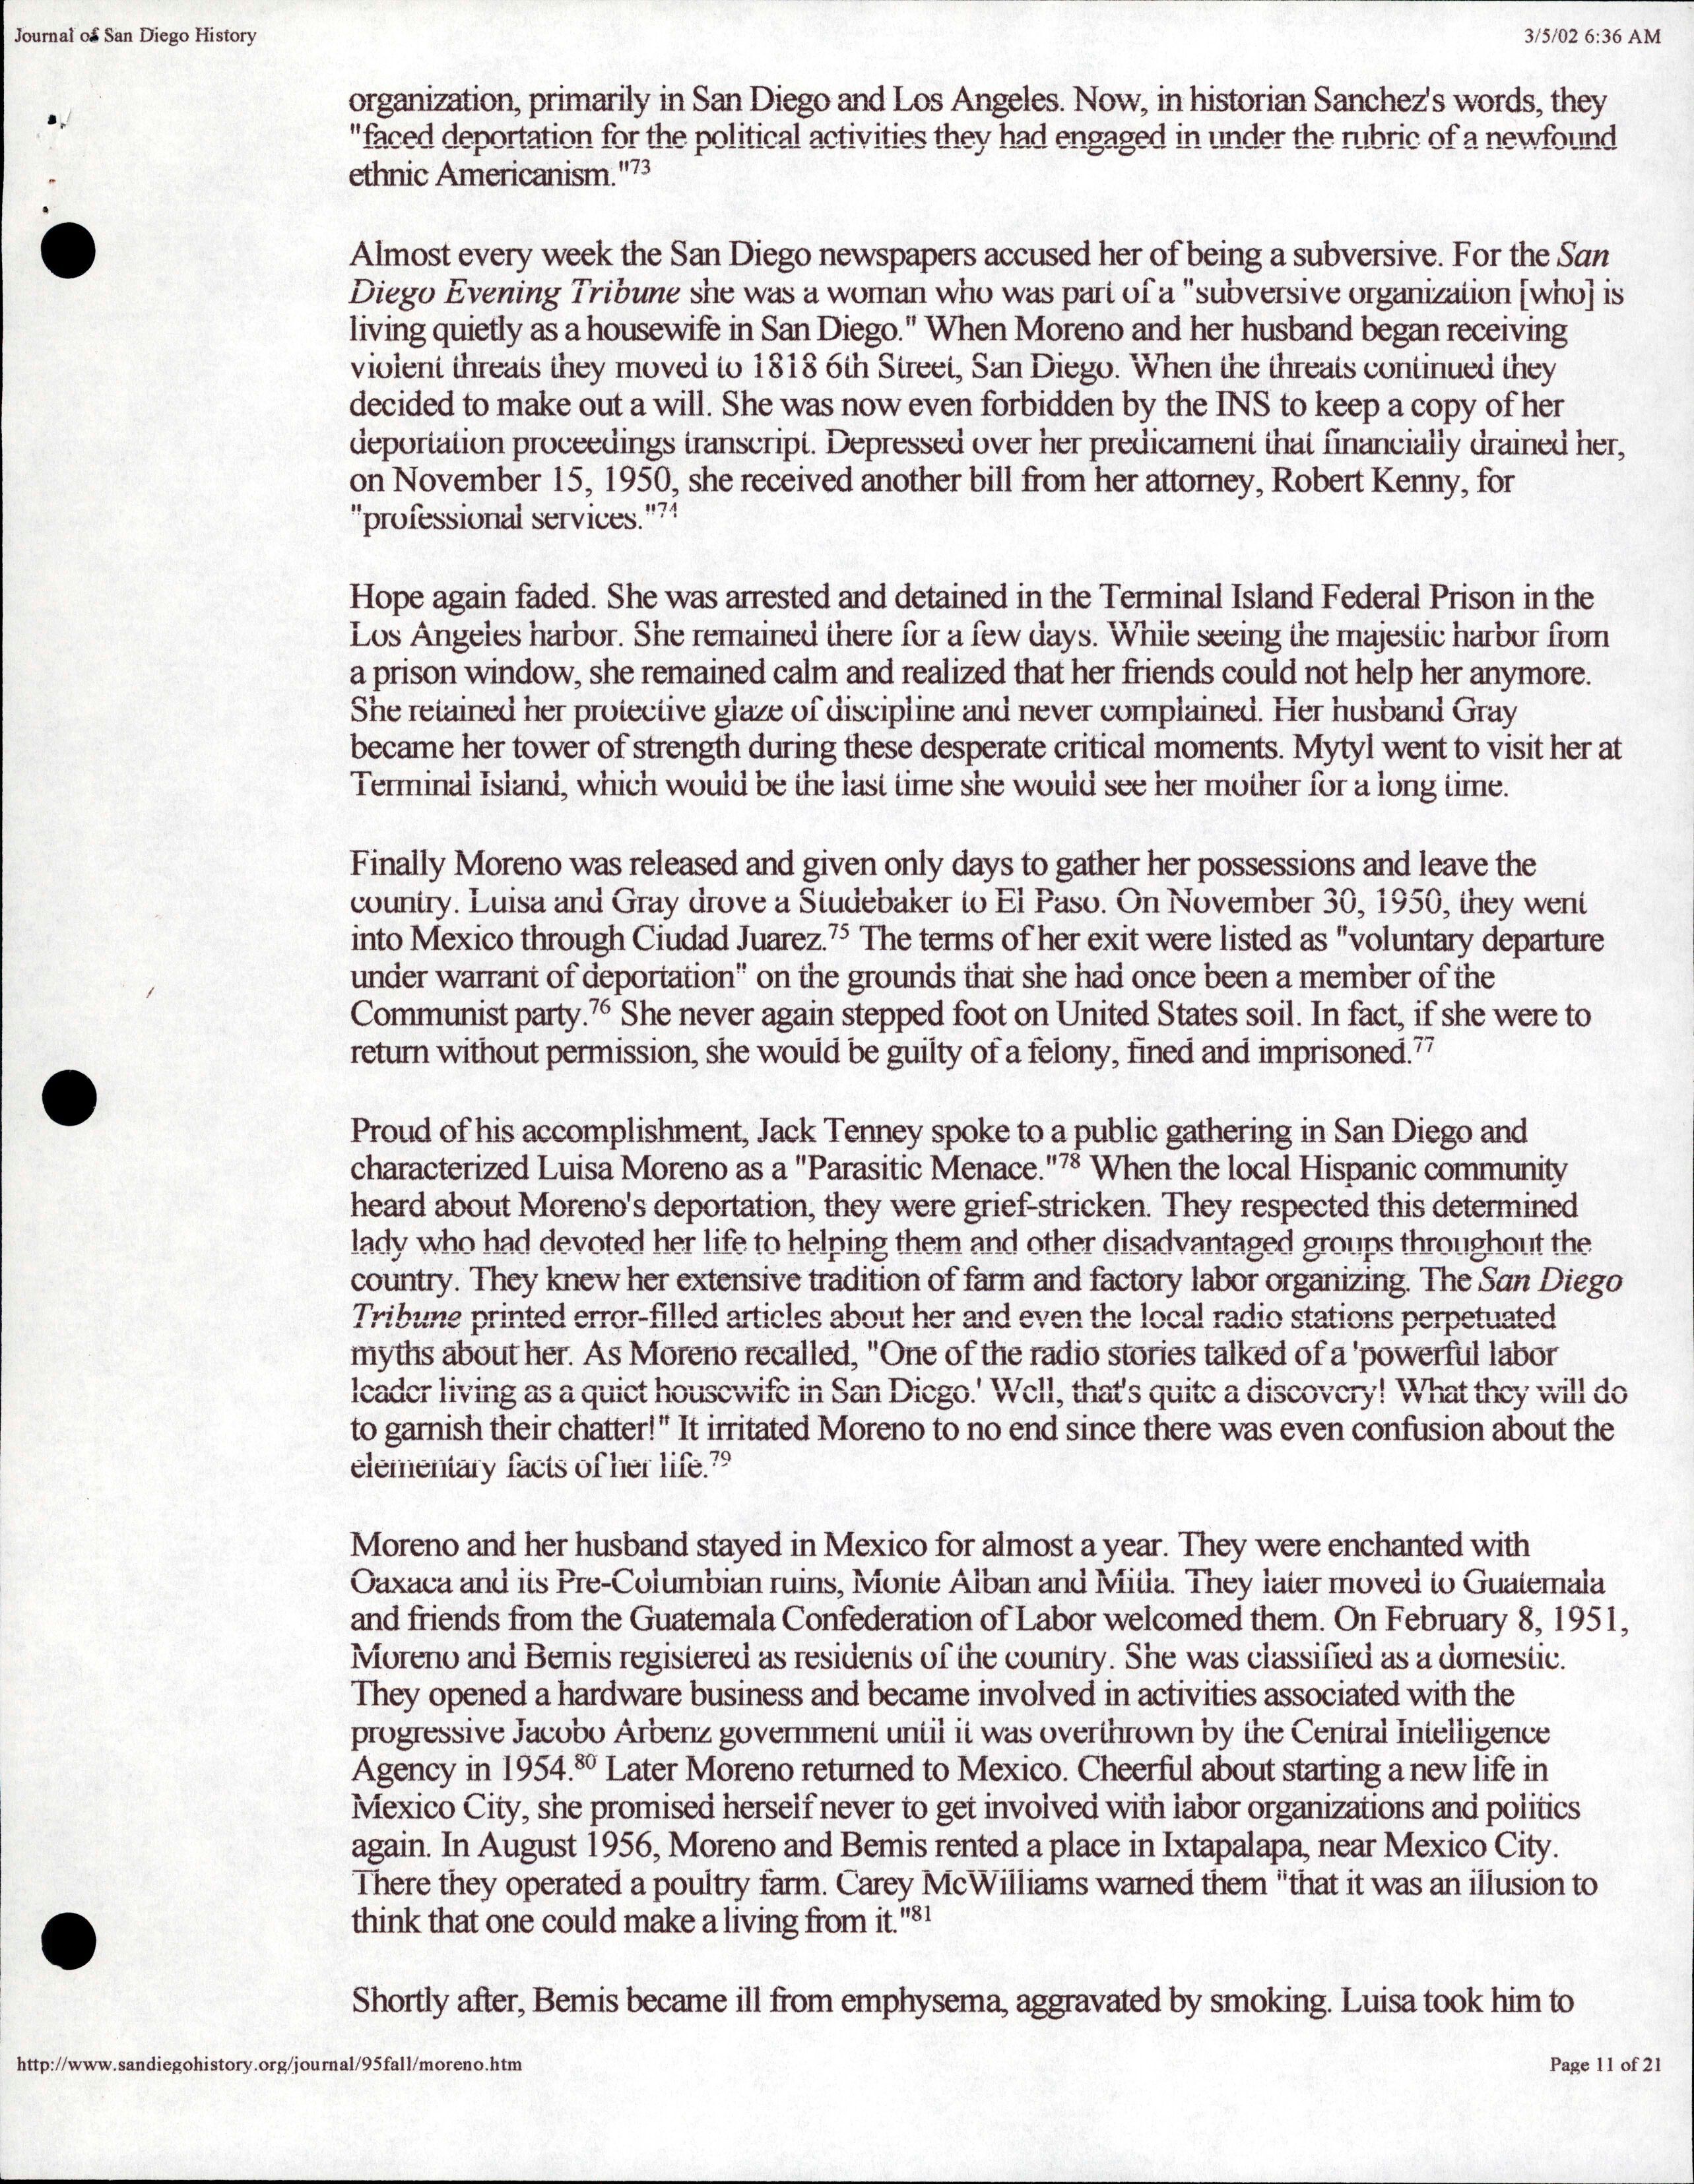 Journal of San Diego History
3/5/02 6:36 AM
organization, primarily in San Diego and Los Angeles. Now, in historian Sanchez's words, they
"faced deportation for the political activities they had engaged in under the rubric of a newfound
ethnic Americanism."73
Almost every week the San Diego newspapers accused her of being a subversive. For the San
Diego Evening Tribune she was a woman who was part of a "subversive organization [who] is
living quietly as a housewife in San Diego." When Moreno and her husband began receiving
violent threats they moved to 1818 6th Street, San Diego. When the threats continued they
decided to make out a will. She was now even forbidden by the INS to keep a copy of her
deportation proceedings transcript. Depressed over her predicament that financially drained her,
on November 15, 1950, she received another bill from her attorney, Robert Kenny, for
"professional services."74
Hope again faded. She was arrested and detained in the Terminal Island Federal Prison in the
Los Angeles harbor. She remained there for a few days. While seeing the majestic harbor from
a prison window, she remained calm and realized that her friends could not help her anymore.
She retained her protective glaze of discipline and never complained. Her husband Gray
became her tower of strength during these desperate critical moments. Mytyl went to visit her at
Terminal Island, which would be the last time she would see her mother for a long time.
Finally Moreno was released and given only days to gather her possessions and leave the
country. Luisa and Gray drove a Studebaker to El Paso. On November 30, 1950, they went
into Mexico through Ciudad Juarez.75 The terms of her exit were listed as "voluntary departure
under warrant of deportation" on the grounds that she had once been a member of the
Communist party.76 She never again stepped foot on United States soil. In fact, if she were to
return without permission, she would be guilty of a felony, fined and imprisoned.77
Proud of his accomplishment, Jack Tenney spoke to a public gathering in San Diego and
characterized Luisa Moreno as a "Parasitic Menace."78 When the local Hispanic community
heard about Moreno's deportation, they were grief-stricken. They respected this determined
lady who had devoted her life to helping them and other disadvantaged groups throughout the
country. They knew her extensive tradition of farm and factory labor organizing. The San Diego
Tribune printed error-filled articles about her and even the local radio stations perpetuated
myths about her. As Moreno recalled, "One of the radio stories talked of a 'powerful labor
leader living as a quiet housewife in San Diego.' Well, that's quite a discovery! What they will do
to garnish their chatter!" It irritated Moreno to no end since there was even confusion about the
elementary facts of her life.79
Moreno and her husband stayed in Mexico for almost a year. They were enchanted with
Oaxaca and its Pre-Columbian ruins, Monte Alban and Mitla. They later moved to Guatemala
and friends from the Guatemala Confederation of Labor welcomed them. On February 8, 1951,
Moreno and Bemis registered as residents of the country. She was classified as a domestic.
They opened a hardware business and became involved in activities associated with the
progressive Jacobo Arbenz government until it was overthrown by the Central Intelligence
Agency in 1954.80 Later Moreno returned to Mexico. Cheerful about starting a new life in
Mexico City, she promised herself never to get involved with labor organizations and politics
again. In August 1956, Moreno and Bemis rented a place in Ixtapalapa, near Mexico City.
There they operated a poultry farm. Carey McWilliams warned them "that it was an illusion to
think that one could make a living from it."81
Shortly after, Bemis became ill from emphysema, aggravated by smoking. Luisa took him to
http://www.sandiegohistory.org/journal/95fall/moreno.htm
Page 11 of 21